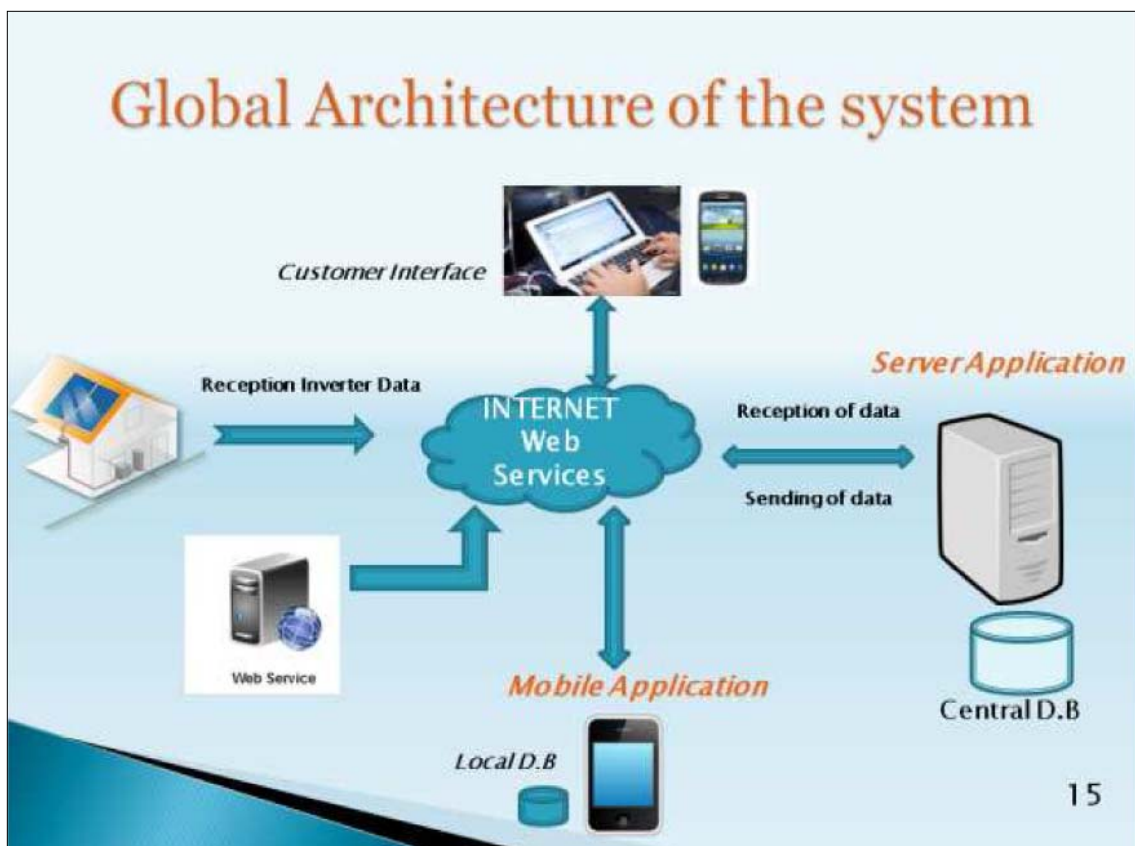 Global Architecture of the system
Customer Interface
Server Application
Reception Inverter Data
INTERNET
Web
Services
Reception of data
Sending of data
Web Service
Mobile Application
Central D.B
Local D.B
15